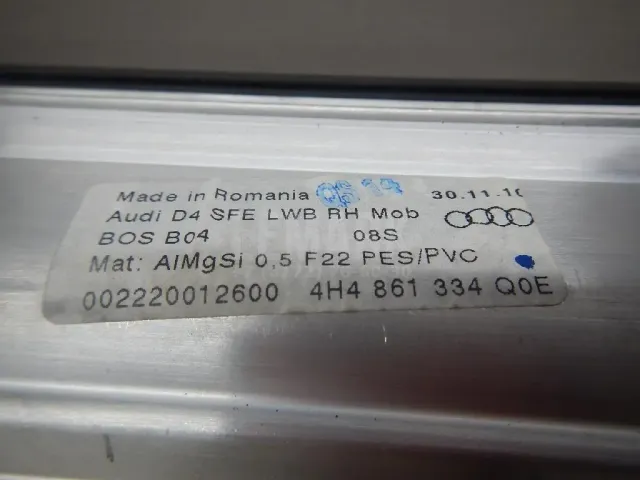 Made in Romania 30.11.10
Audi D4 SFE LWB RH Mob
BOS B04 08S
Mat: AlMgSi 0,5 F22 PES/PVC
002220012600 4H4 861 334 Q0E